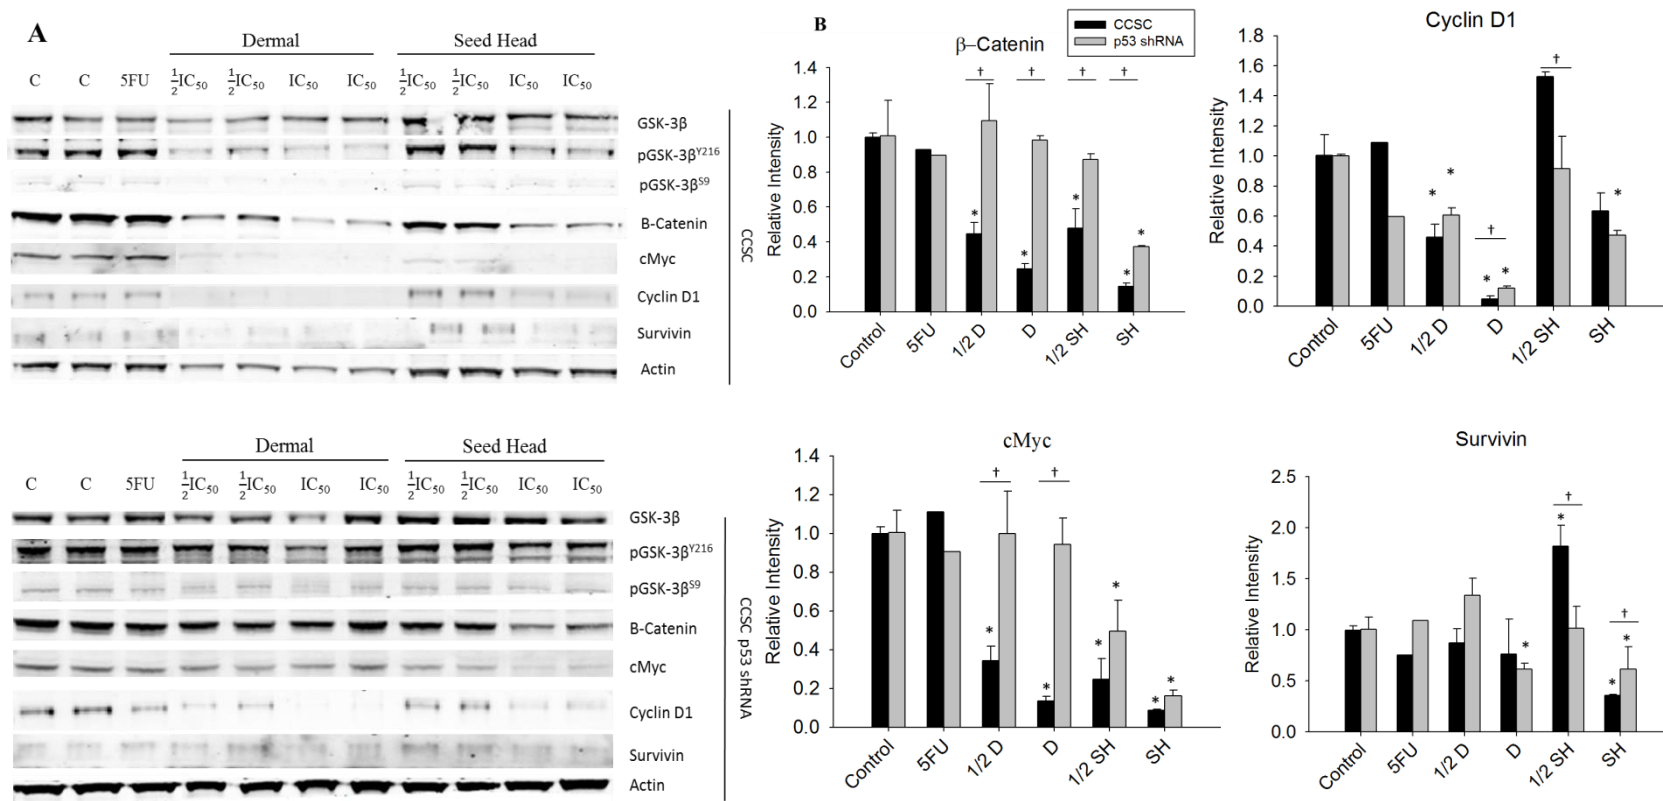 A
Dermal
Seed Head
C C 5FU ½IC₅₀ ½IC₅₀ IC₅₀ IC₅₀ ½IC₅₀ ½IC₅₀ IC₅₀ IC₅₀
GSK-3β
pGSK-3βY216
pGSK-3βS9
B-Catenin
cMyc
Cyclin D1
Survivin
Actin
CCSC
Dermal
Seed Head
C C 5FU ½IC₅₀ ½IC₅₀ IC₅₀ IC₅₀ ½IC₅₀ ½IC₅₀ IC₅₀ IC₅₀
GSK-3β
pGSK-3βY216
pGSK-3βS9
B-Catenin
cMyc
Cyclin D1
Survivin
Actin
CCSC p53 shRNA
B
CCSC
p53 shRNA
β–Catenin
Relative Intensity
1.4
1.2
1.0
0.8
0.6
0.4
0.2
0.0
† † † †
* * * * *
Control 5FU 1/2 D D 1/2 SH SH
Cyclin D1
Relative Intensity
1.6
1.4
1.2
1.0
0.8
0.6
0.4
0.2
0.0
† †
* * * * *
Control 5FU 1/2 D D 1/2 SH SH
cMyc
Relative Intensity
1.4
1.2
1.0
0.8
0.6
0.4
0.2
0.0
† †
* * * * * *
Control 5FU 1/2 D D 1/2 SH SH
Survivin
Relative Intensity
2.5
2.0
1.5
1.0
0.5
0.0
† †
* * * *
Control 5FU 1/2 D D 1/2 SH SH